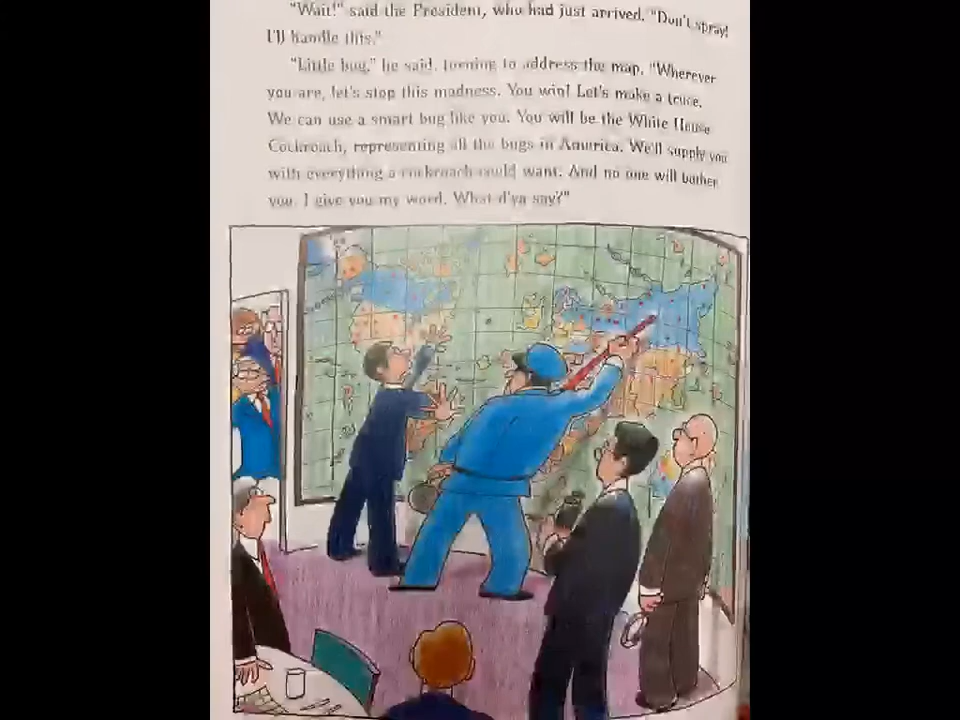 "Wait!" said the President, who had just arrived. "Don't spray!
I'll handle this."
"Little bug," he said, turning to address the map, "Wherever
you are, let's stop this madness. You win! Let's make a truce.
We can use a smart bug like you. You will be the White House
Cockroach, representing all the bugs in America. We'll supply you
with everything a cockroach could want. And no one will bother
you. I give you my word. What d'ya say?"